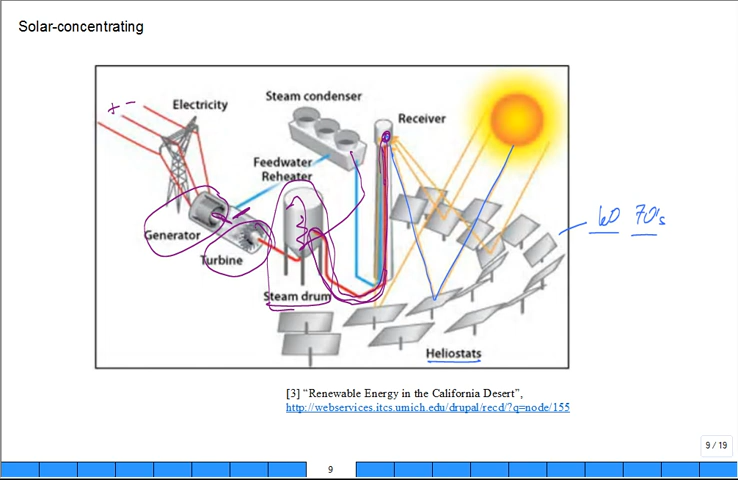 Solar-concentrating
+ -
Electricity
Steam condenser
Receiver
Feedwater
Reheater
Generator
Turbine
Steam drum
Heliostats
60 70's
[3] “Renewable Energy in the California Desert”,
http://webservices.itcs.umich.edu/drupal/recd/?q=node/155
9 / 19
9